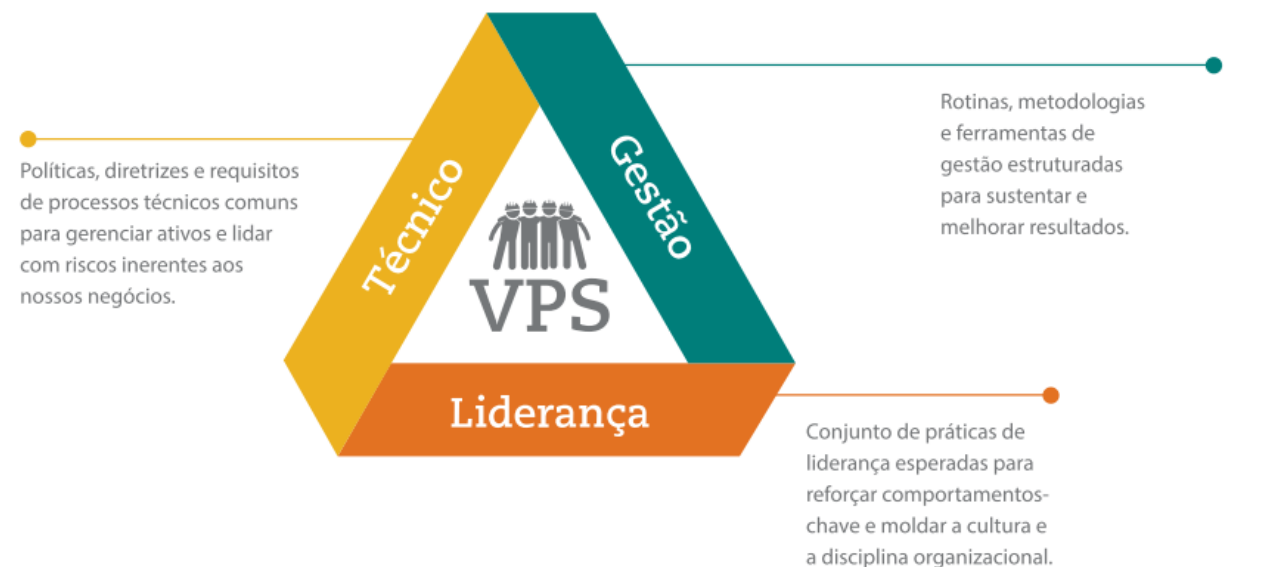 Técnico
Políticas, diretrizes e requisitos
de processos técnicos comuns
para gerenciar ativos e lidar
com riscos inerentes aos
nossos negócios.
Gestão
Rotinas, metodologias
e ferramentas de
gestão estruturadas
para sustentar e
melhorar resultados.
VPS
Liderança
Conjunto de práticas de
liderança esperadas para
reforçar comportamentos-
chave e moldar a cultura e
a disciplina organizacional.